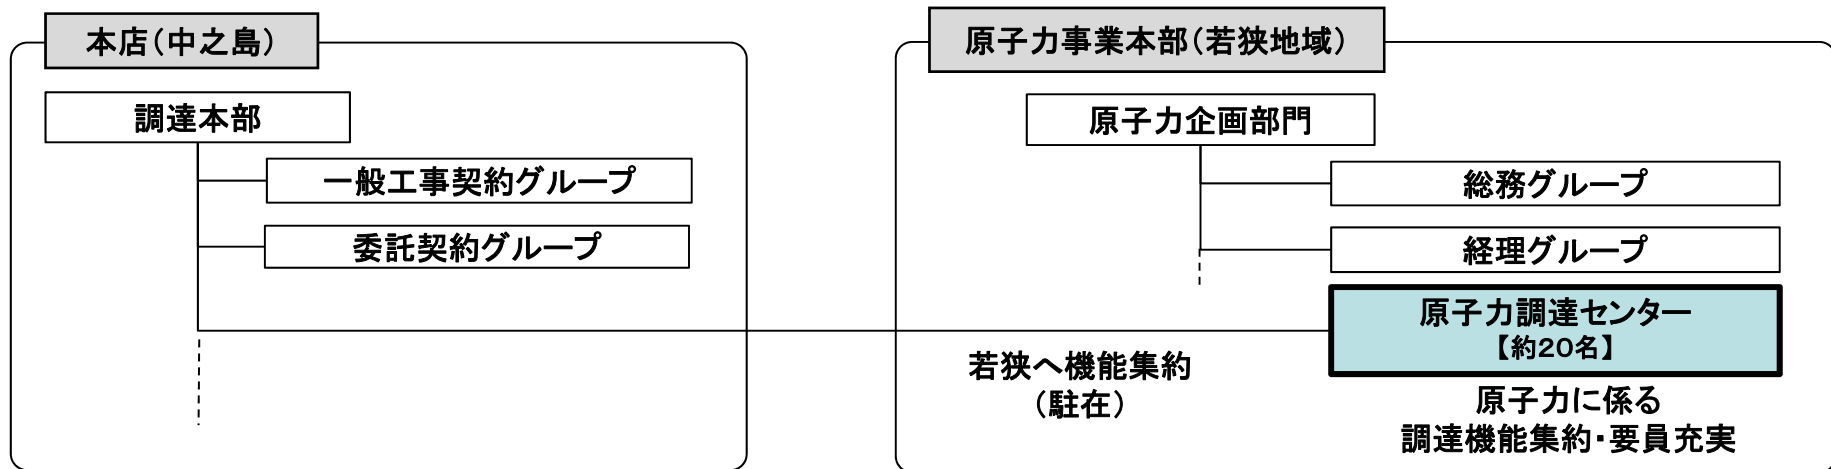 本店（中之島）
調達本部
一般工事契約グループ
委託契約グループ
原子力事業本部（若狭地域）
原子力企画部門
総務グループ
経理グループ
原子力調達センター
【約20名】
若狭へ機能集約
（駐在）
原子力に係る
調達機能集約・要員充実